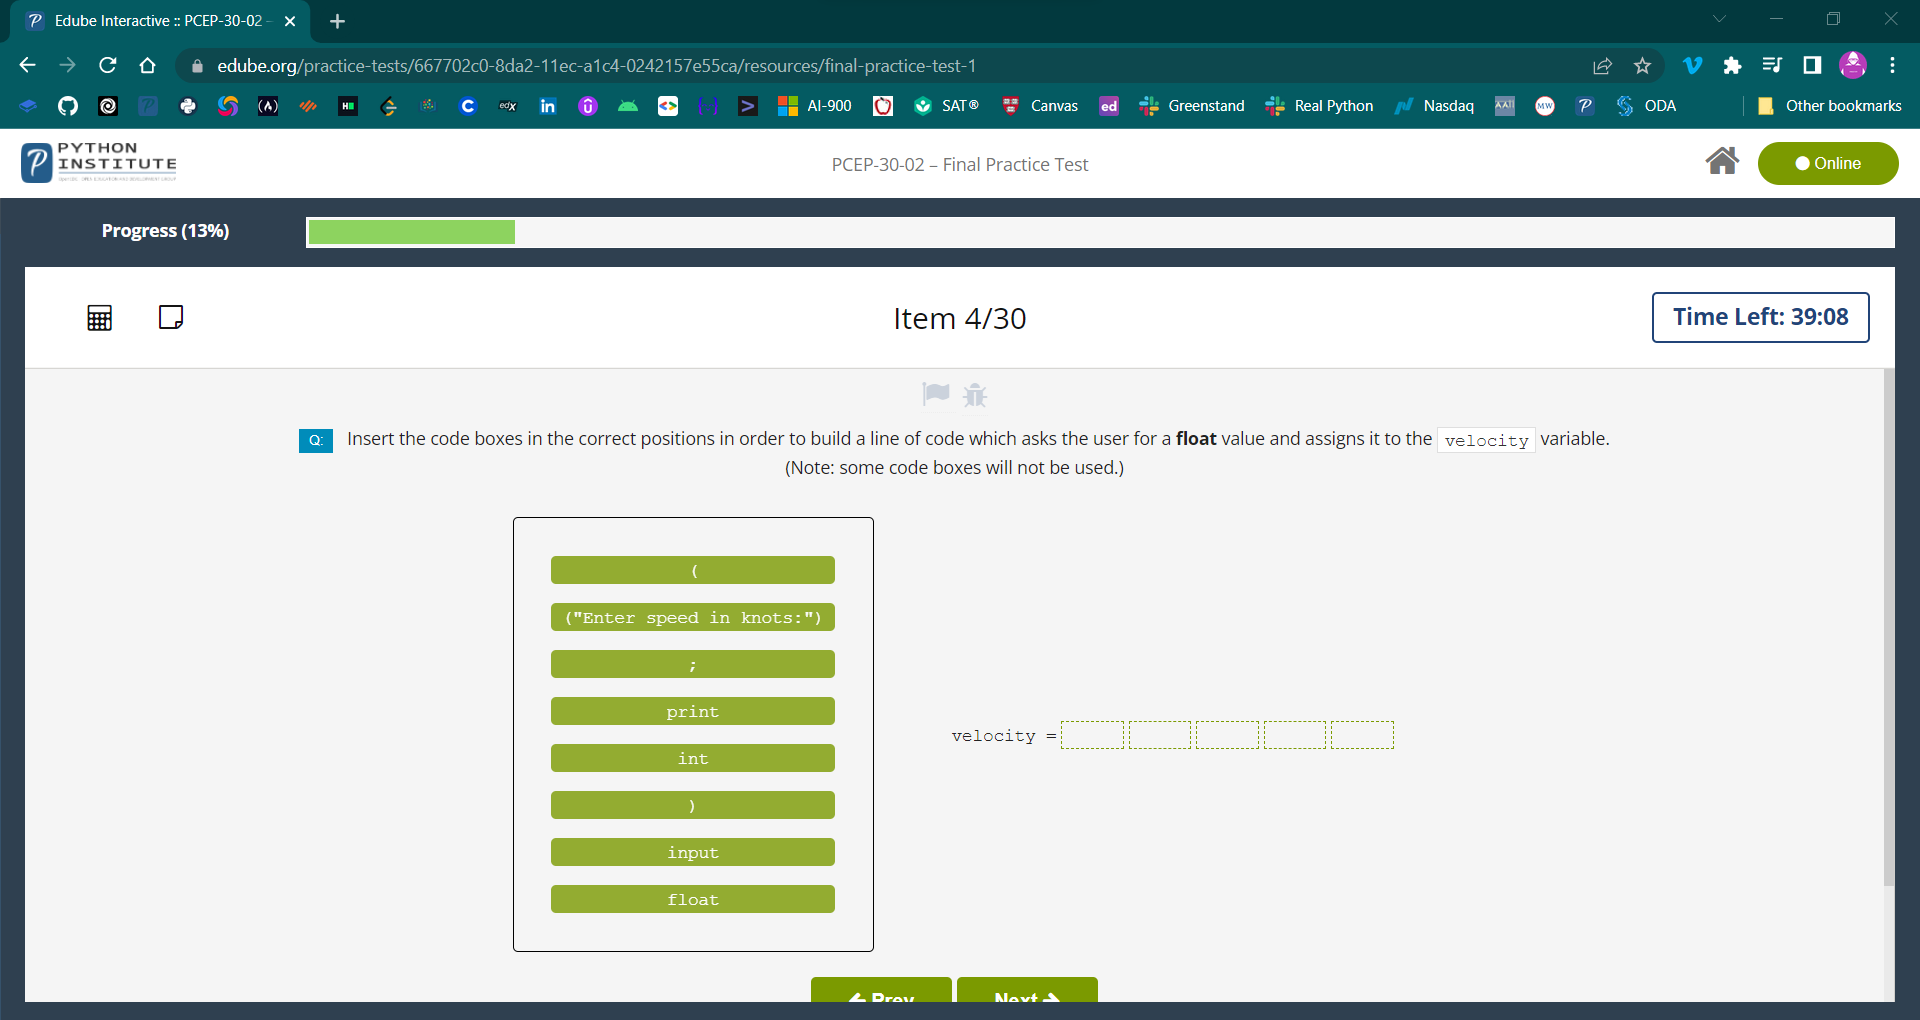 Edube Interactive :: PCEP-30-02 –
edube.org/practice-tests/667702c0-8da2-11ec-a1c4-0242157e55ca/resources/final-practice-test-1
AI-900 SAT® Canvas ed Greenstand Real Python Nasdaq MW ODA Other bookmarks
PYTHON
INSTITUTE
PCEP-30-02 – Final Practice Test
Online
Progress (13%)
Item 4/30
Time Left: 39:08
Q: Insert the code boxes in the correct positions in order to build a line of code which asks the user for a float value and assigns it to the velocity variable.
(Note: some code boxes will not be used.)
(
("Enter speed in knots:")
;
print
int
)
input
float
velocity =
Prev Next